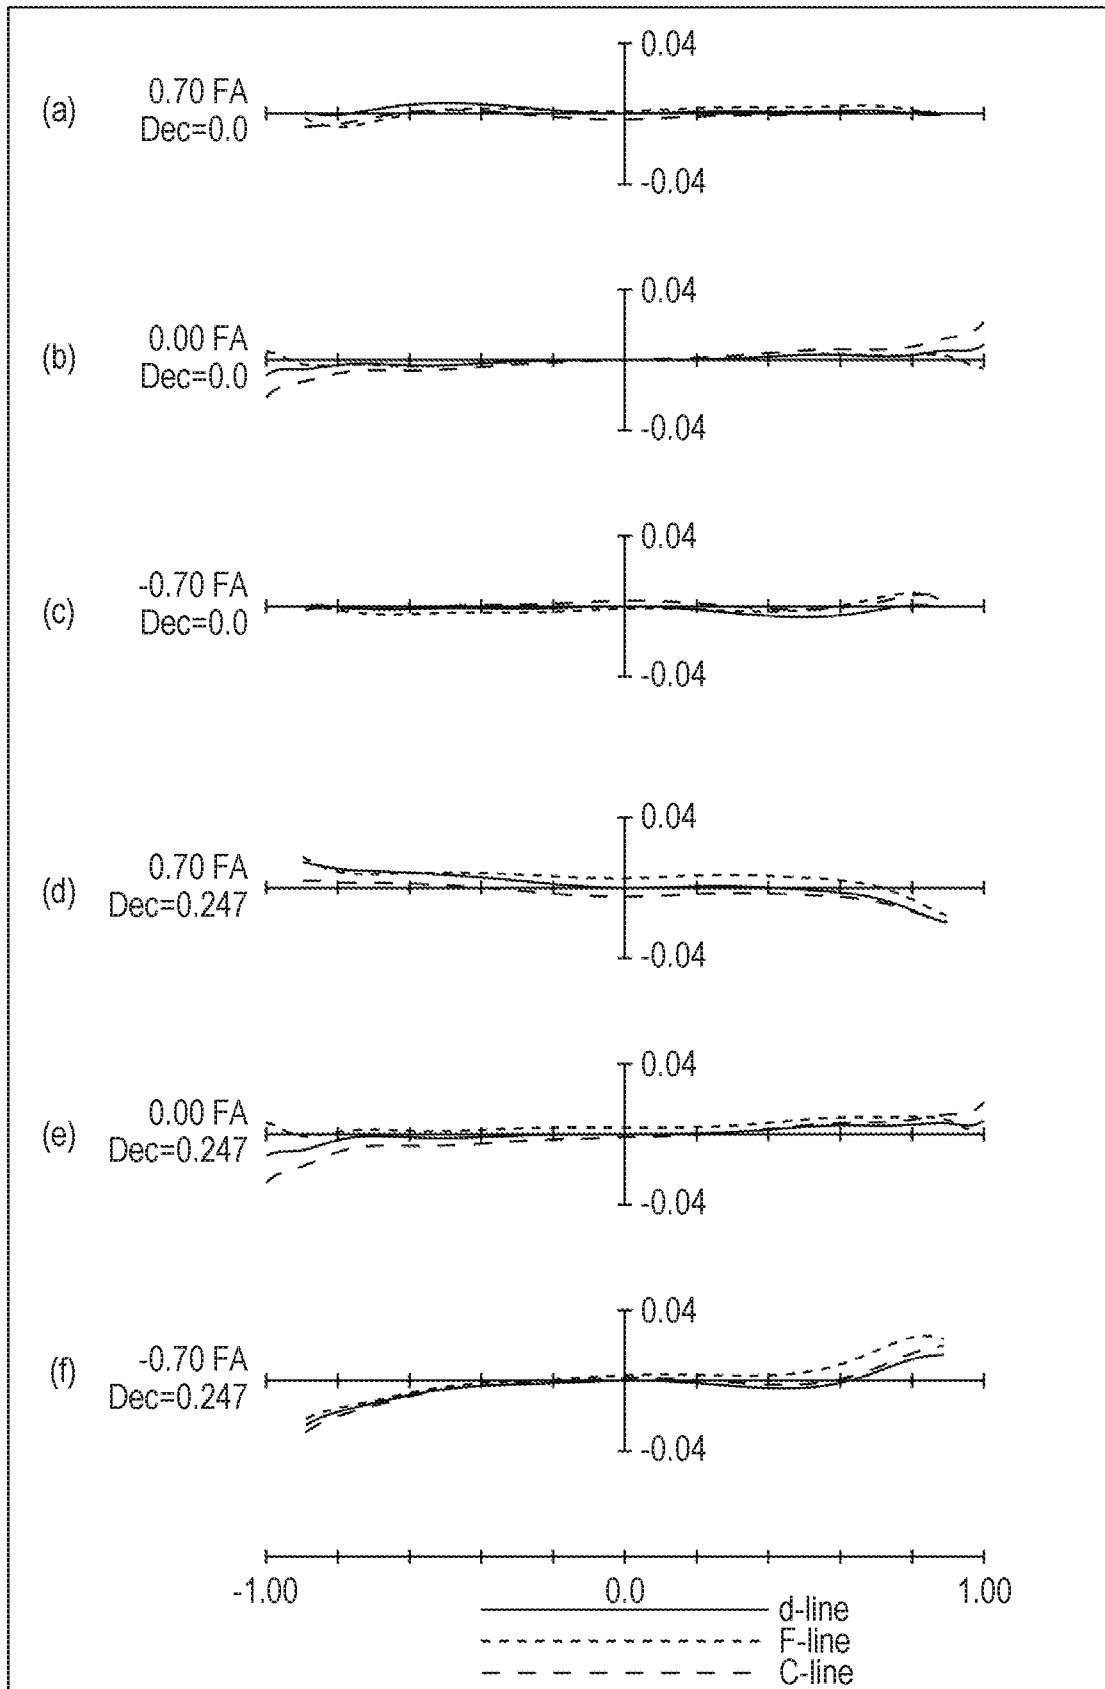 0.04
(a) 0.70 FA
Dec=0.0
-0.04
0.04
(b) 0.00 FA
Dec=0.0
-0.04
0.04
(c) -0.70 FA
Dec=0.0
-0.04
0.04
(d) 0.70 FA
Dec=0.247
-0.04
0.04
(e) 0.00 FA
Dec=0.247
-0.04
0.04
(f) -0.70 FA
Dec=0.247
-0.04
-1.00 0.0 1.00
d-line
F-line
C-line